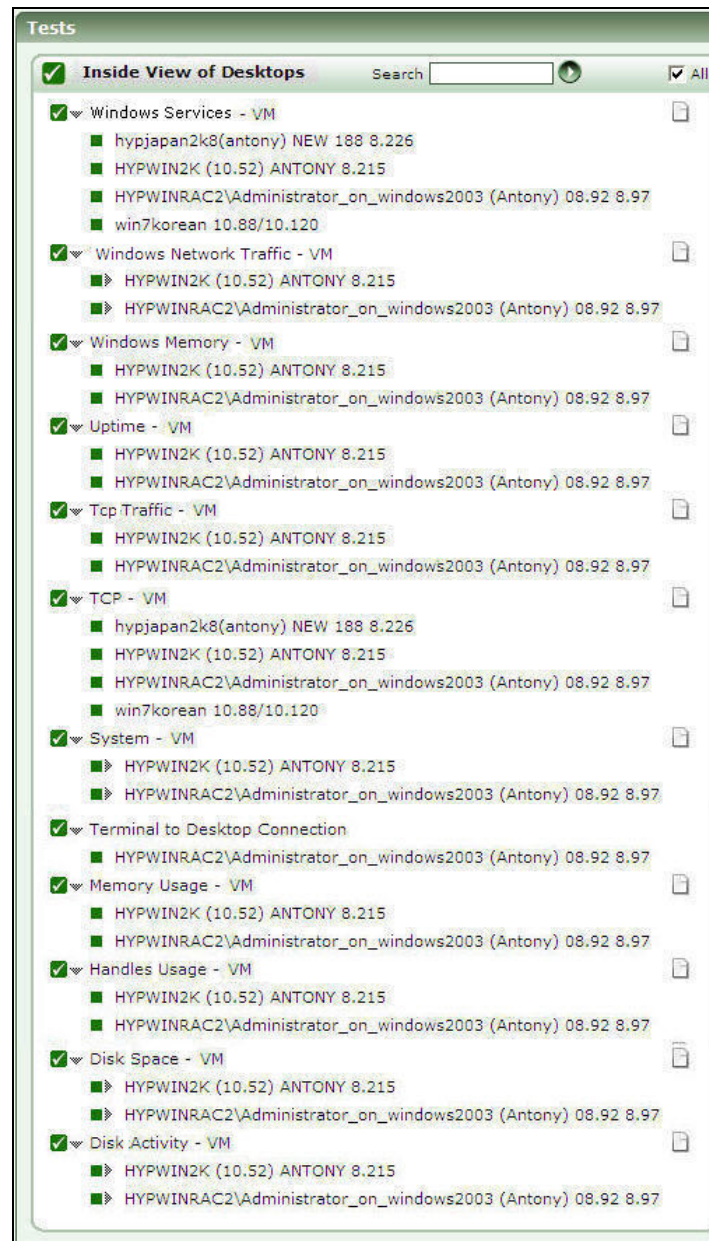 Tests
Inside View of Desktops Search All
Windows Services - VM
hypjapan2k8(antony) NEW 188 8.226
HYPWIN2K (10.52) ANTONY 8.215
HYPWINRAC2\Administrator_on_windows2003 (Antony) 08.92 8.97
win7korean 10.88/10.120
Windows Network Traffic - VM
HYPWIN2K (10.52) ANTONY 8.215
HYPWINRAC2\Administrator_on_windows2003 (Antony) 08.92 8.97
Windows Memory - VM
HYPWIN2K (10.52) ANTONY 8.215
HYPWINRAC2\Administrator_on_windows2003 (Antony) 08.92 8.97
Uptime - VM
HYPWIN2K (10.52) ANTONY 8.215
HYPWINRAC2\Administrator_on_windows2003 (Antony) 08.92 8.97
Tcp Traffic - VM
HYPWIN2K (10.52) ANTONY 8.215
HYPWINRAC2\Administrator_on_windows2003 (Antony) 08.92 8.97
TCP - VM
hypjapan2k8(antony) NEW 188 8.226
HYPWIN2K (10.52) ANTONY 8.215
HYPWINRAC2\Administrator_on_windows2003 (Antony) 08.92 8.97
win7korean 10.88/10.120
System - VM
HYPWIN2K (10.52) ANTONY 8.215
HYPWINRAC2\Administrator_on_windows2003 (Antony) 08.92 8.97
Terminal to Desktop Connection
HYPWINRAC2\Administrator_on_windows2003 (Antony) 08.92 8.97
Memory Usage - VM
HYPWIN2K (10.52) ANTONY 8.215
HYPWINRAC2\Administrator_on_windows2003 (Antony) 08.92 8.97
Handles Usage - VM
HYPWIN2K (10.52) ANTONY 8.215
HYPWINRAC2\Administrator_on_windows2003 (Antony) 08.92 8.97
Disk Space - VM
HYPWIN2K (10.52) ANTONY 8.215
HYPWINRAC2\Administrator_on_windows2003 (Antony) 08.92 8.97
Disk Activity - VM
HYPWIN2K (10.52) ANTONY 8.215
HYPWINRAC2\Administrator_on_windows2003 (Antony) 08.92 8.97